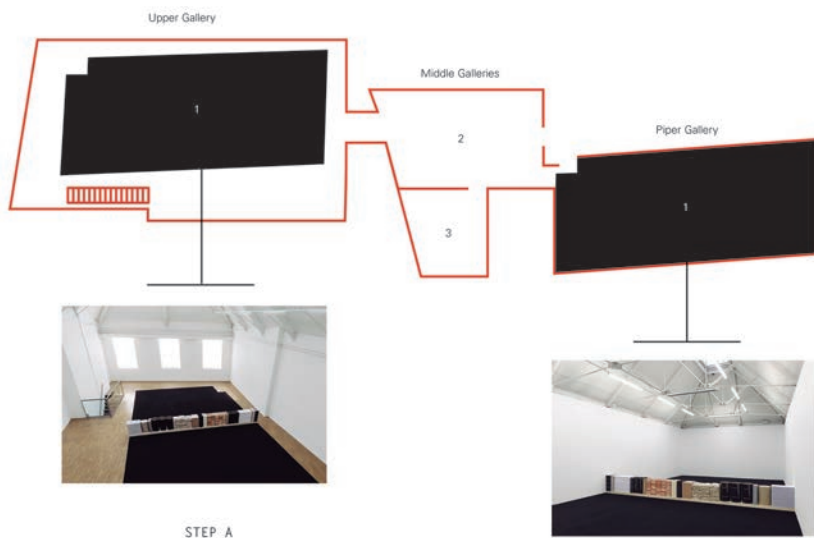 Upper Gallery
Middle Galleries
Piper Gallery
1
2
1
3
STEP A